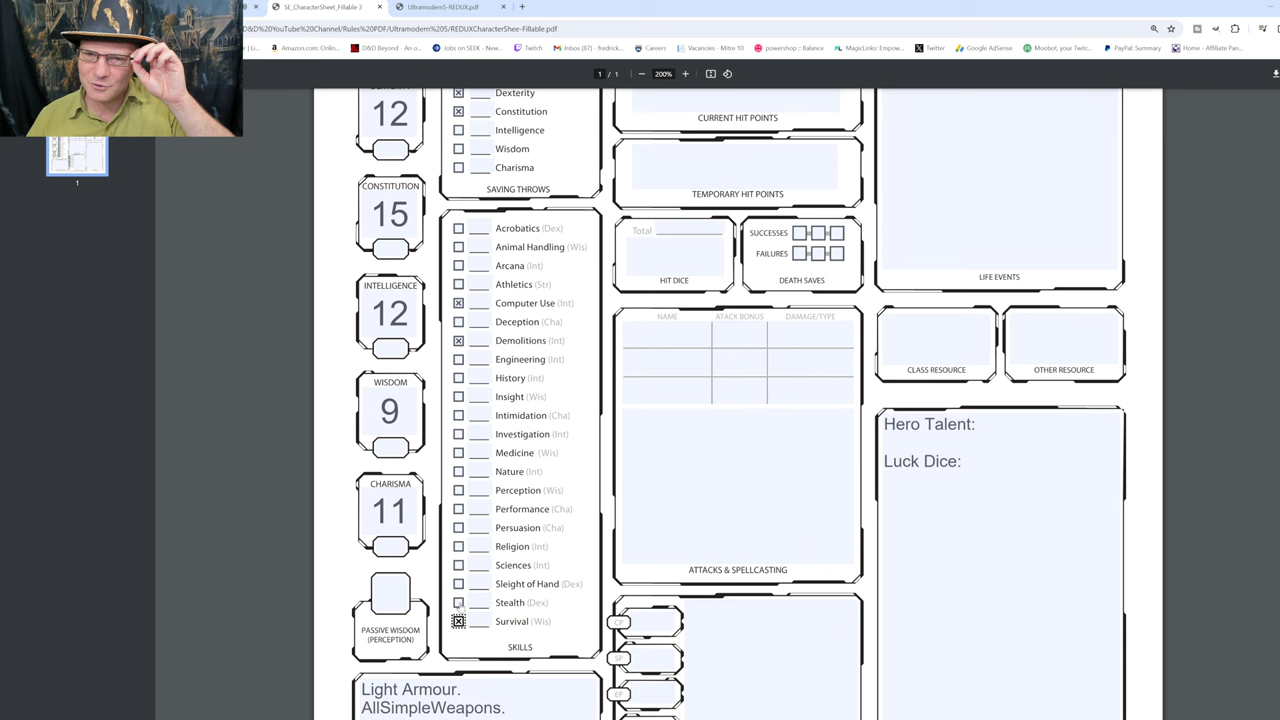 5E_CharacterSheet_Fillable 3
Ultramodern5-REDUX.pdf
D&D%20YouTube%20Channel/Rules%20PDF/Ultramodern%205/REDUXCharacterShee-Fillable.pdf
Amazon.com: Onlin...
D&D Beyond - An o...
Jobs on SEEK - New...
Twitch
Inbox (87) - fredrick...
Careers
Vacancies - Mitre 10
powershop : Balance
MagicLinks: Empow...
Twitter
Google AdSense
Moobot, your Twitc...
PayPal: Summary
Home - Affiliate Pan...
1 / 1
200%
1
12
CONSTITUTION
15
INTELLIGENCE
12
WISDOM
9
CHARISMA
11
PASSIVE WISDOM
(PERCEPTION)
Dexterity
Constitution
Intelligence
Wisdom
Charisma
SAVING THROWS
Acrobatics (Dex)
Animal Handling (Wis)
Arcana (Int)
Athletics (Str)
Computer Use (Int)
Deception (Cha)
Demolitions (Int)
Engineering (Int)
History (Int)
Insight (Wis)
Intimidation (Cha)
Investigation (Int)
Medicine (Wis)
Nature (Int)
Perception (Wis)
Performance (Cha)
Persuasion (Cha)
Religion (Int)
Sciences (Int)
Sleight of Hand (Dex)
Stealth (Dex)
Survival (Wis)
SKILLS
Light Armour.
AllSimpleWeapons.
CURRENT HIT POINTS
TEMPORARY HIT POINTS
Total
HIT DICE
SUCCESSES
FAILURES
DEATH SAVES
NAME ATACK BONUS DAMAGE/TYPE
ATTACKS & SPELLCASTING
CP
SP
EP
LIFE EVENTS
CLASS RESOURCE
OTHER RESOURCE
Hero Talent:
Luck Dice: